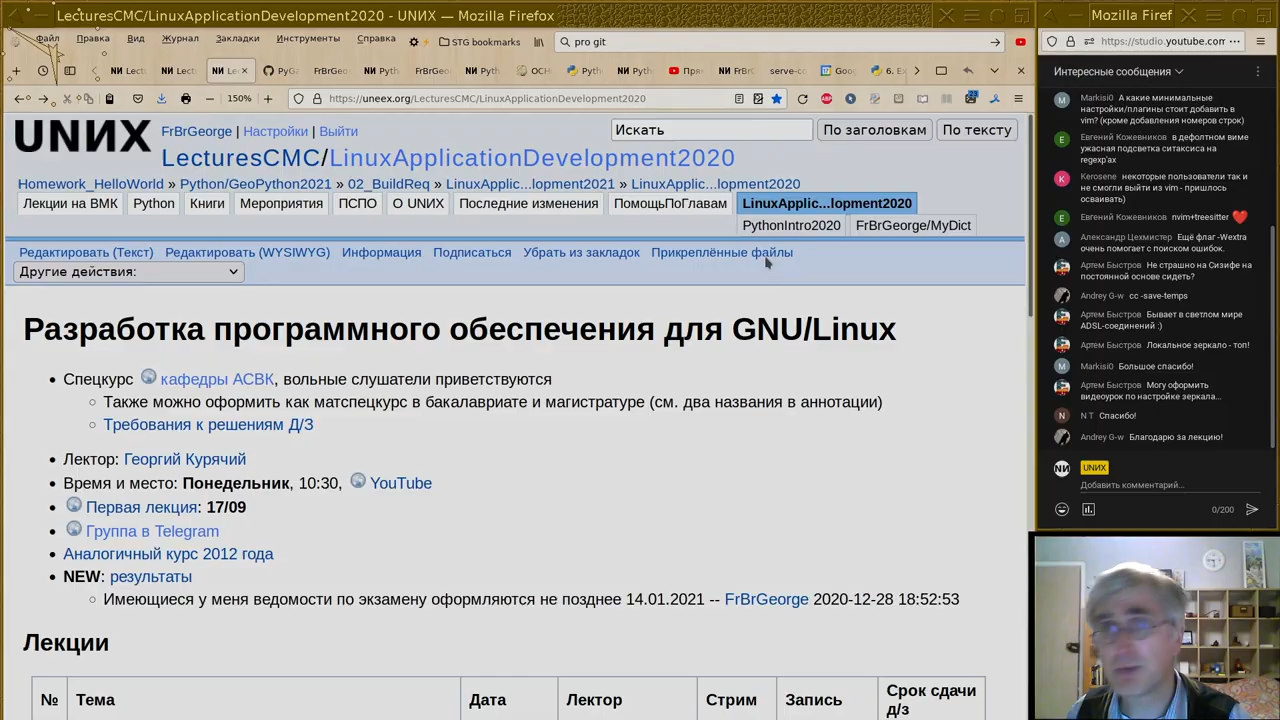 LecturesCMC/LinuxApplicationDevelopment2020 - UNИX — Mozilla Firefox
Mozilla Firef
Файл Правка Вид Журнал Закладки Инструменты Справка STG bookmarks pro git
https://studio.youtube.com
150% https://uneex.org/LecturesCMC/LinuxApplicationDevelopment2020
UNИX FrBrGeorge | Настройки | Выйти
Искать По заголовкам По тексту
LecturesCMC/LinuxApplicationDevelopment2020
Homework_HelloWorld » Python/GeoPython2021 » 02_BuildReq » LinuxApplic...lopment2021 » LinuxApplic...lopment2020
Лекции на ВМК Python Книги Мероприятия ПСПО О UNИX Последние изменения ПомощьПоГлавам LinuxApplic...lopment2020
PythonIntro2020 FrBrGeorge/MyDict
Редактировать (Текст) Редактировать (WYSIWYG) Информация Подписаться Убрать из закладок Прикреплённые файлы
Другие действия:
Разработка программного обеспечения для GNU/Linux
Спецкурс кафедры АСВК, вольные слушатели приветствуются
Также можно оформить как матспецкурс в бакалавриате и магистратуре (см. два названия в аннотации)
Требования к решениям Д/З
Лектор: Георгий Курячий
Время и место: Понедельник, 10:30, YouTube
Первая лекция: 17/09
Группа в Telegram
Аналогичный курс 2012 года
NEW: результаты
Имеющиеся у меня ведомости по экзамену оформляются не позднее 14.01.2021 -- FrBrGeorge 2020-12-28 18:52:53
Лекции
№ Тема Дата Лектор Стрим Запись Срок сдачи
д/з
Интересные сообщения
Markisi0 А какие минимальные
настройки/плагины стоит добавить в
vim? (кроме добавления номеров строк)
Евгений Кожевников в дефолтном виме
ужасная подсветка ситаксиса на
regexp'ах
Kerosene некоторые пользователи так и
не смогли выйти из vim - пришлось
осваивать)
Евгений Кожевников nvim+treesitter
Александр Цехмистер Ещё флаг -Wextra
очень помогает с поиском ошибок.
Артем Быстров Не страшно на Сизифе на
постоянной основе сидеть?
Andrey G-w cc -save-temps
Артем Быстров Бывает в светлом мире
ADSL-соединений :)
Артем Быстров Локальное зеркало - топ!
Markisi0 Большое спасибо!
Артем Быстров Могу оформить
видеоурок по настройке зеркала...
N T Спасибо!
Andrey G-w Благодарю за лекцию!
UNИX
Добавить комментарий...
0/200